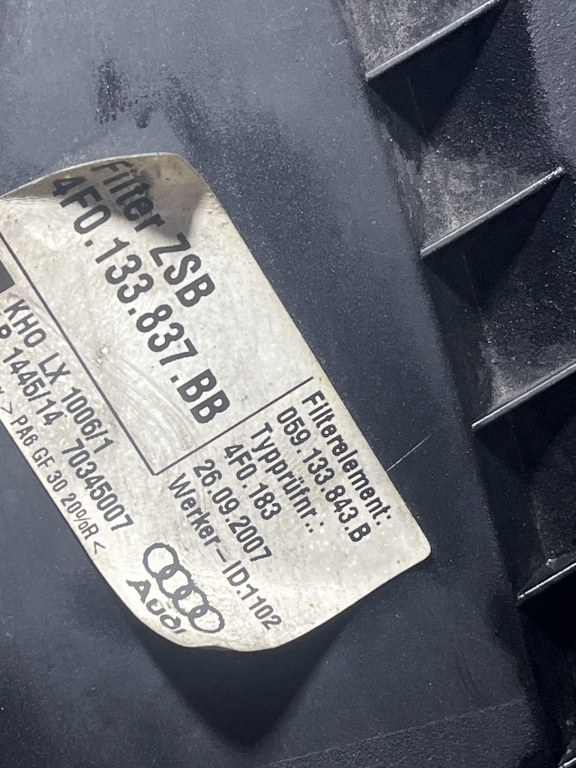 Filter ZSB
4F0.133.837.BB
KHO LX 1006/1
P 1445/14 70345007
>PA6 GF 30 20%R<
Filterelement:
059.133 843.B
Typprüfnr.:
4F0.183
26.09.2007
Werker-ID:1102
Audi